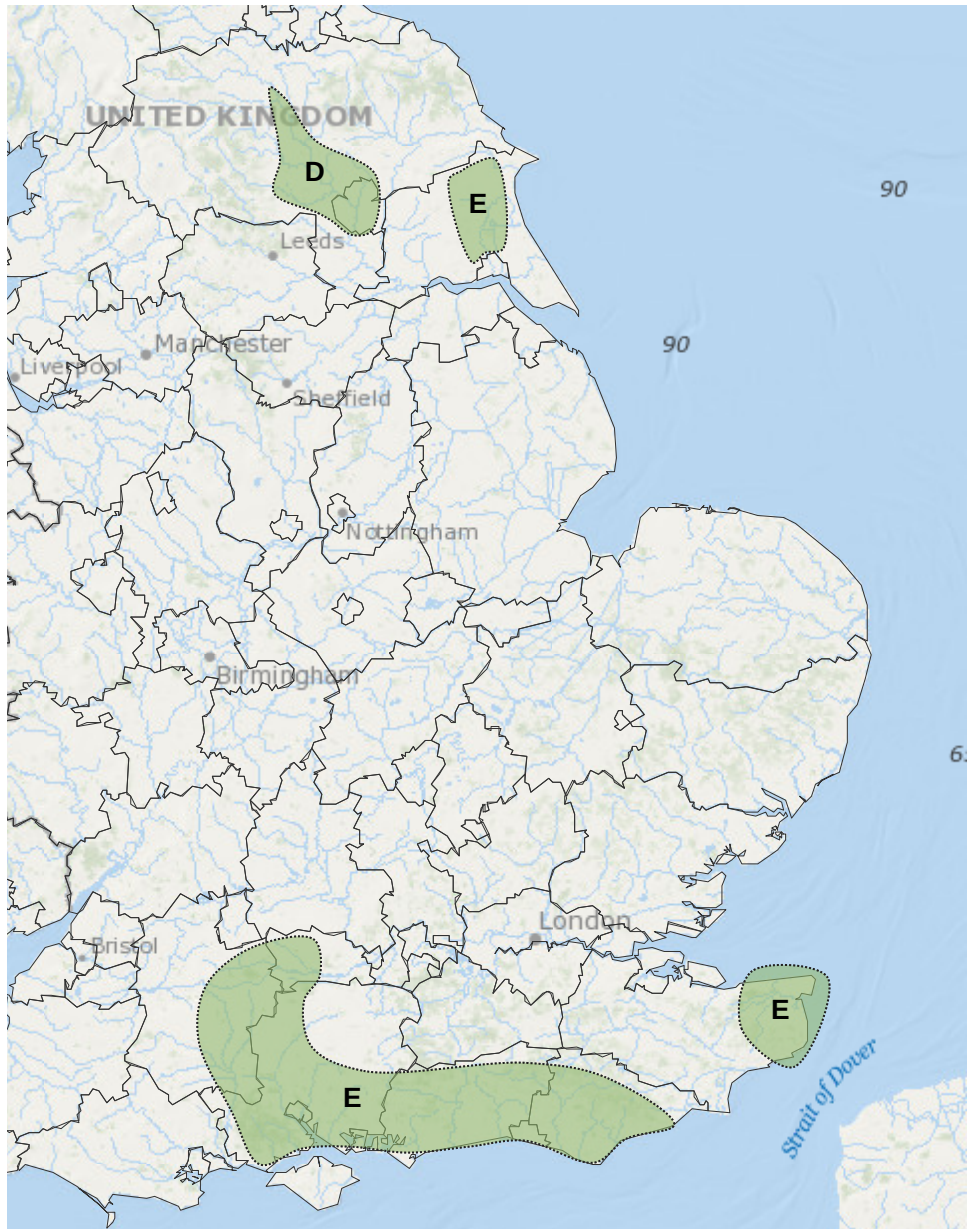 UNITED KINGDOM
D
90
E
Leeds
90
Manchester
Liverpool
Sheffield
Nottingham
Birmingham
London
Bristol
E
E
Strait of Dover